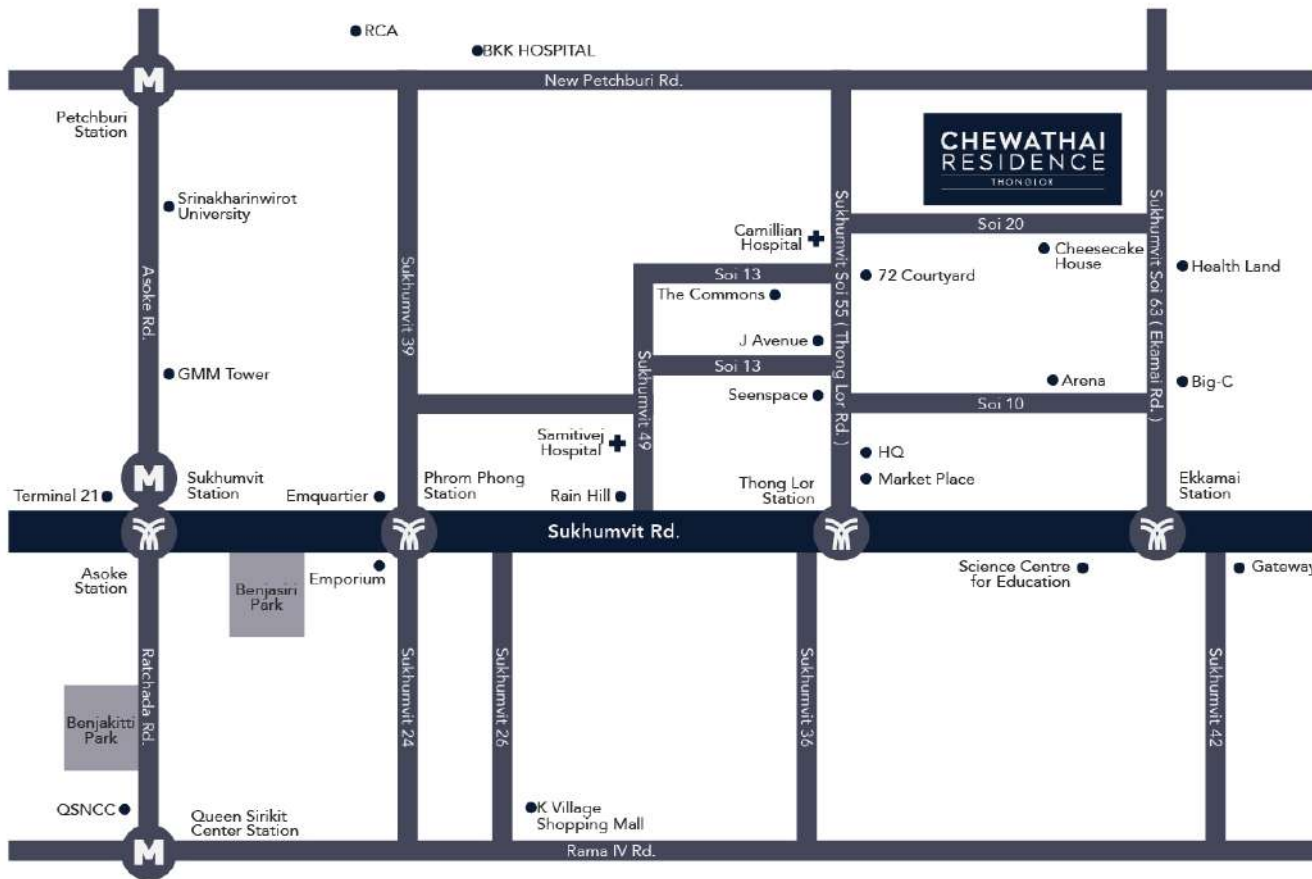 RCA
BKK HOSPITAL
New Petchburi Rd.
M
Petchburi
Station
CHEWATHAI
RESIDENCE
THONGLOR
Srinakharinwirot
University
Asoke Rd.
Sukhumvit 39
Camillian
Hospital
Sukhumvit Soi 55 ( Thong Lor Rd. )
Soi 20
Sukhumvit Soi 63 ( Ekamai Rd. )
Cheesecake
House
Health Land
Soi 13
72 Courtyard
The Commons
J Avenue
Sukhumvit 49
Soi 13
GMM Tower
Seenspace
Arena
Big-C
Soi 10
Samitivej
Hospital
HQ
Market Place
M
Sukhumvit
Station
Terminal 21
Emquartier
Phrom Phong
Station
Rain Hill
Thong Lor
Station
Ekkamai
Station
Sukhumvit Rd.
Asoke
Station
Benjasiri
Park
Emporium
Science Centre
for Education
Gateway
Ratchada Rd.
Sukhumvit 24
Sukhumvit 26
Sukhumvit 36
Sukhumvit 42
Benjakitti
Park
QSNCC
Queen Sirikit
Center Station
K Village
Shopping Mall
M
Rama IV Rd.